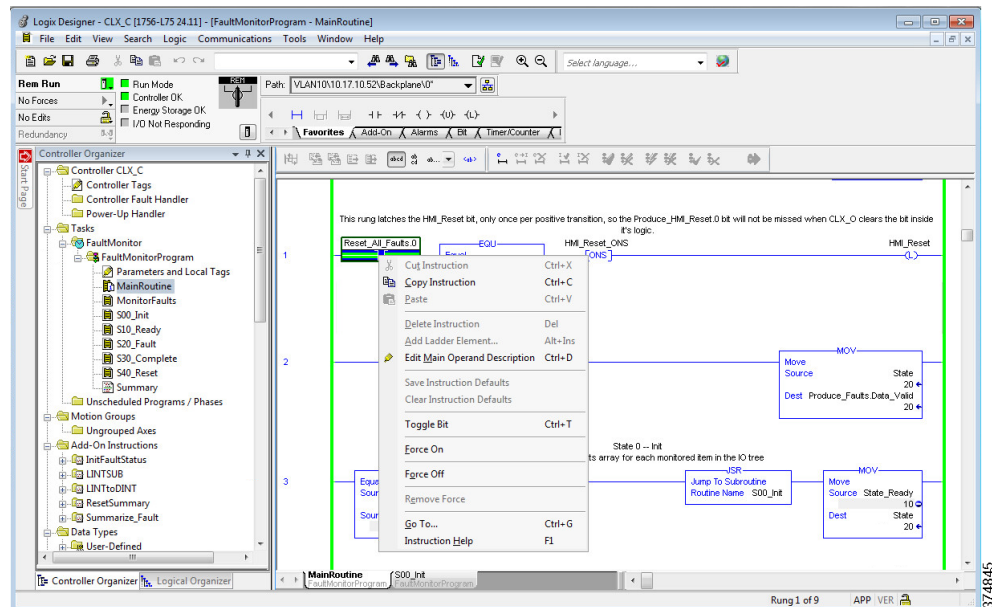 Logix Designer - CLX_C [1756-L75 24.11] - [FaultMonitorProgram - MainRoutine]
File Edit View Search Logic Communications Tools Window Help
Select language...
Rem Run
Run Mode
REM
Path: VLAN10\10.17.10.52\Backplane\0*
No Forces
Controller OK
No Edits
Energy Storage OK
Redundancy
I/O Not Responding
Favorites Add-On Alarms Bit Timer/Counter
Start Page
Controller Organizer
Controller CLX_C
Controller Tags
Controller Fault Handler
Power-Up Handler
Tasks
FaultMonitor
FaultMonitorProgram
Parameters and Local Tags
MainRoutine
MonitorFaults
S00_Init
S10_Ready
S20_Fault
S30_Complete
S40_Reset
Summary
Unscheduled Programs / Phases
Motion Groups
Ungrouped Axes
Add-On Instructions
InitFaultStatus
LINTSUB
LINTtoDINT
ResetSummary
Summarize_Fault
Data Types
User-Defined
Controller Organizer Logical Organizer
This rung latches the HMI_Reset bit, only once per positive transition, so the Produce_HMI_Reset.0 bit will not be missed when CLX_O clears the bit inside
it's logic.
Reset_All_Faults.0
EQU
HMI_Reset_ONS
HMI_Reset
1
Equal
ONS
L
Cut Instruction Ctrl+X
Copy Instruction Ctrl+C
Paste Ctrl+V
Delete Instruction Del
Add Ladder Element... Alt+Ins
Edit Main Operand Description Ctrl+D
Save Instruction Defaults
Clear Instruction Defaults
Toggle Bit Ctrl+T
Force On
Force Off
Remove Force
Go To... Ctrl+G
Instruction Help F1
2
MOV
Move
Source State
20
Dest Produce_Faults.Data_Valid
20
State 0 -- Init
ts array for each monitored item in the IO tree
3
Equa
Sour
Sour
JSR
Jump To Subroutine
Routine Name S00_Init
MOV
Move
Source State_Ready
10
Dest State
20
MainRoutine
FaultMonitorProgram
S00_Init
FaultMonitorProgram
Rung 1 of 9 APP VER
374845